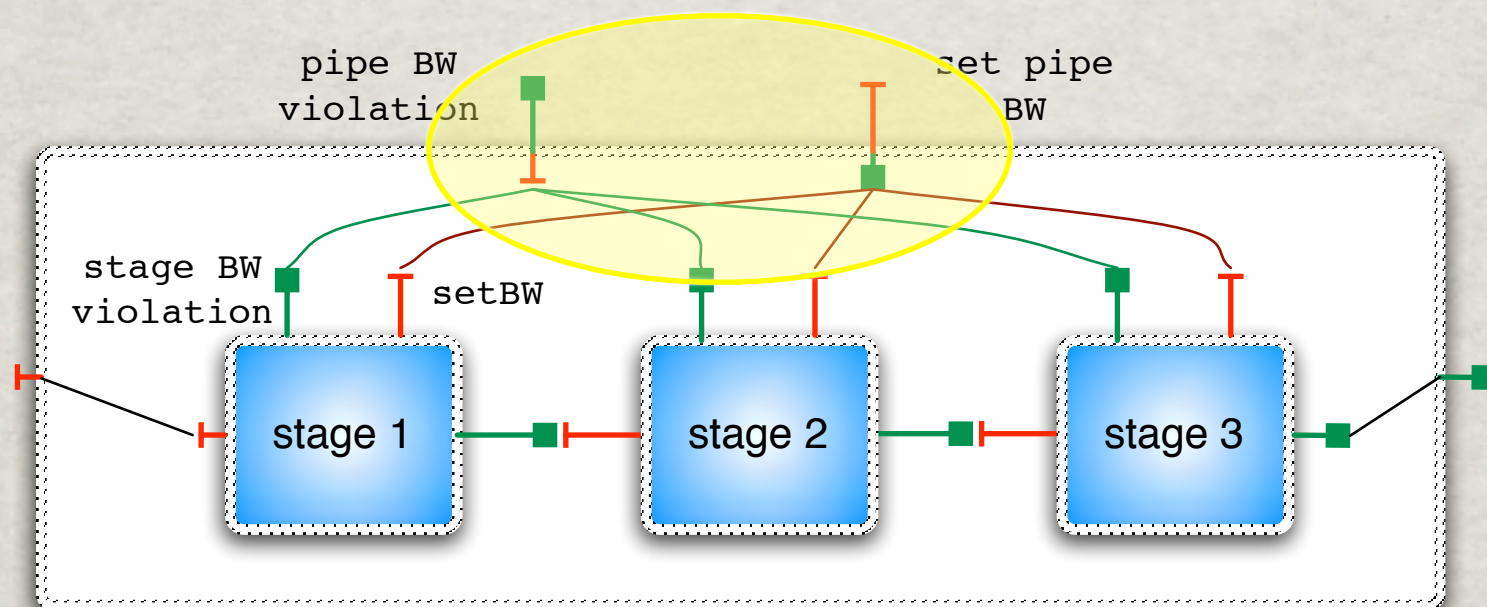 pipe BW
violation
set pipe
BW
stage BW
violation
setBW
stage 1
stage 2
stage 3